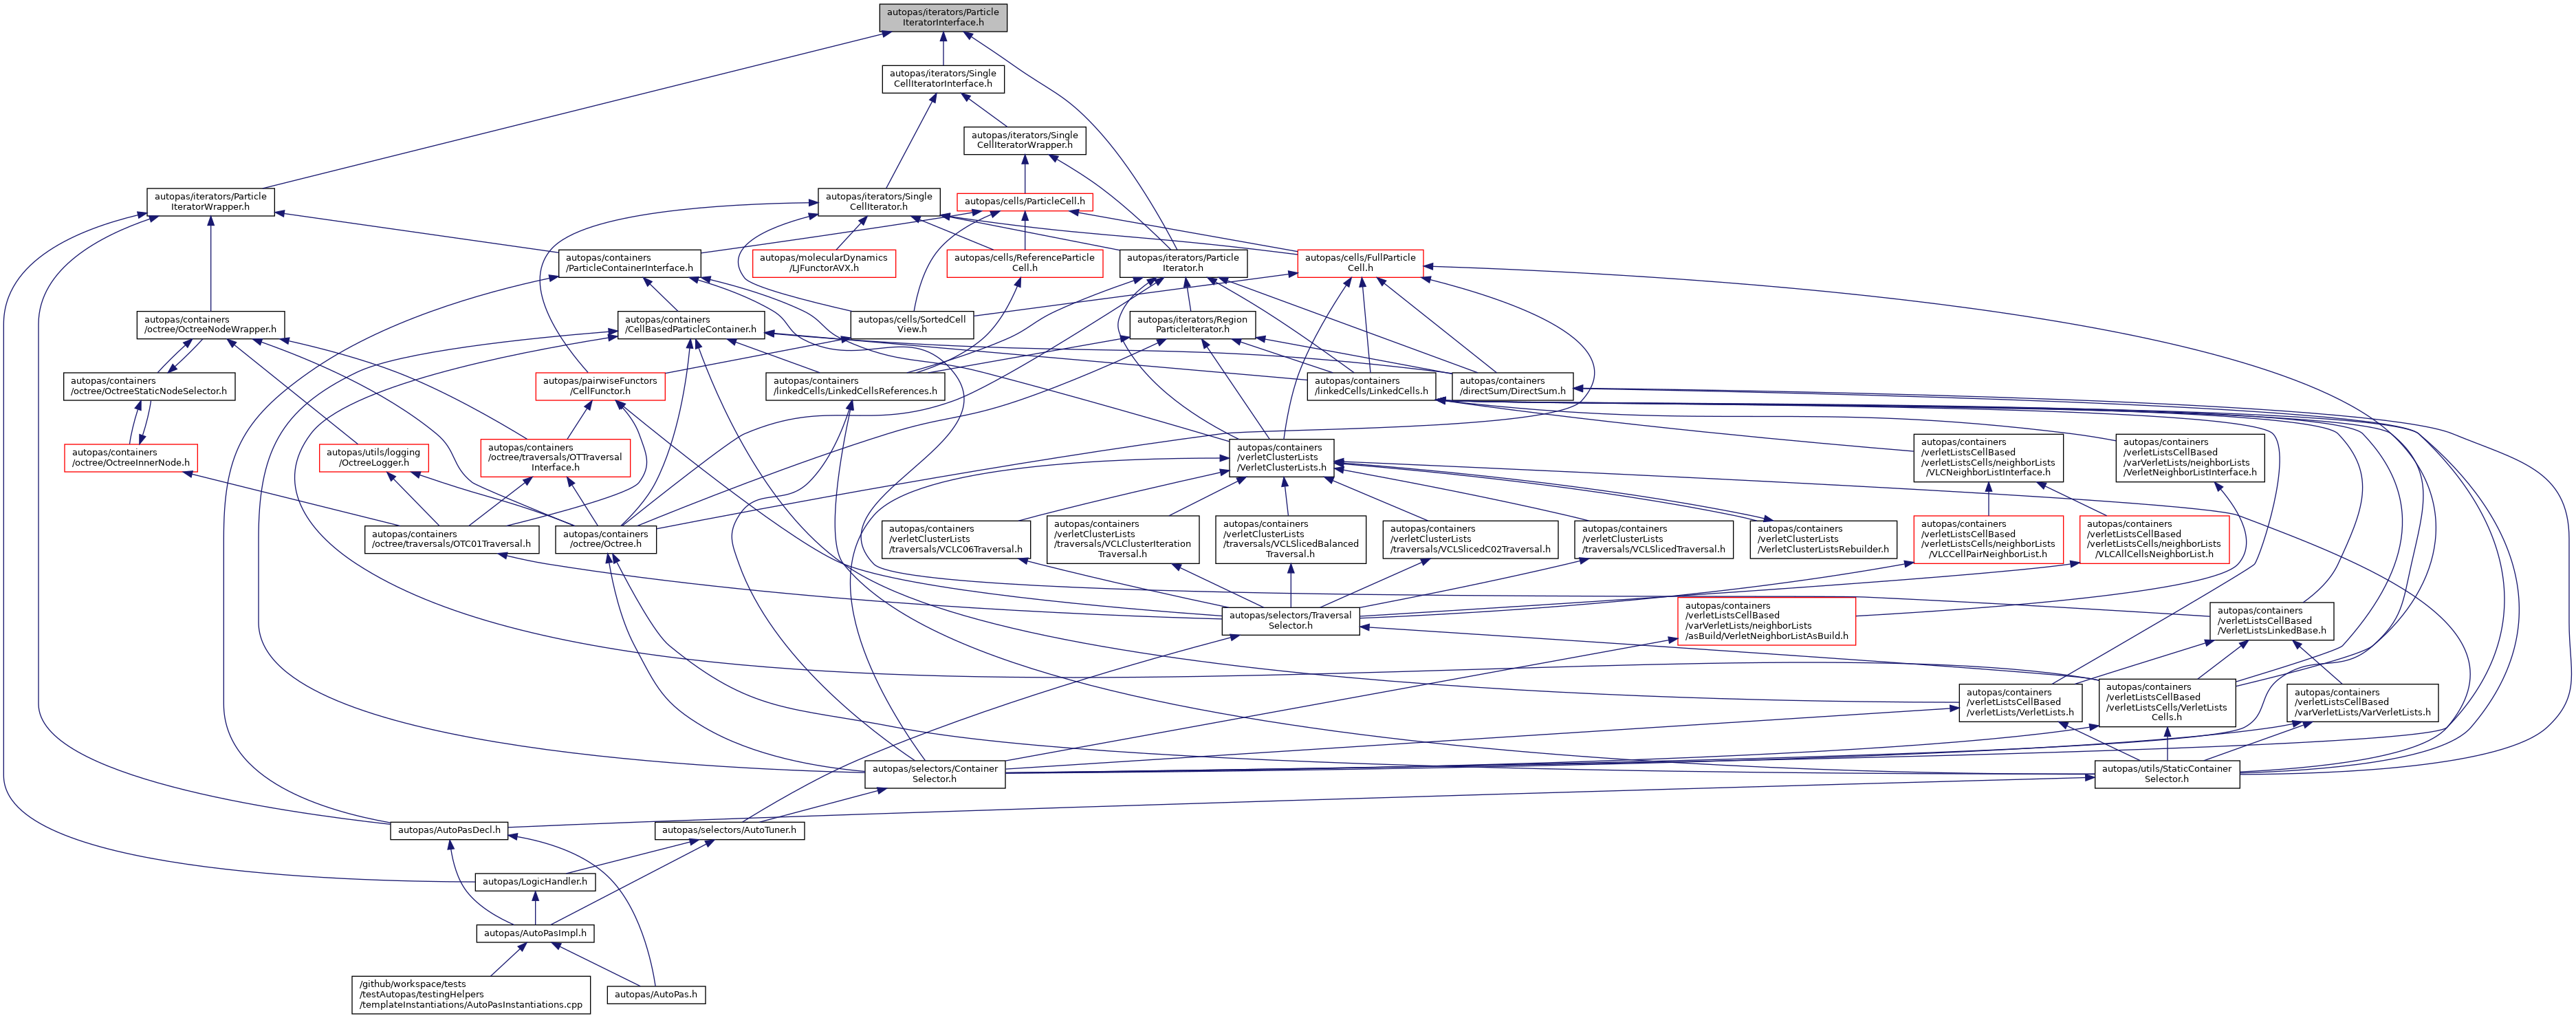 autopas/iterators/Particle
IteratorInterface.h
autopas/iterators/Single
CellIteratorInterface.h
autopas/iterators/Single
CellIteratorWrapper.h
autopas/iterators/Particle
IteratorWrapper.h
autopas/iterators/Single
CellIterator.h
autopas/cells/ParticleCell.h
autopas/containers
/ParticleContainerInterface.h
autopas/molecularDynamics
/LJFunctorAVX.h
autopas/cells/ReferenceParticle
Cell.h
autopas/iterators/Particle
Iterator.h
autopas/cells/FullParticle
Cell.h
autopas/containers
/octree/OctreeNodeWrapper.h
autopas/containers
/CellBasedParticleContainer.h
autopas/cells/SortedCell
View.h
autopas/iterators/Region
ParticleIterator.h
autopas/containers
/octree/OctreeStaticNodeSelector.h
autopas/pairwiseFunctors
/CellFunctor.h
autopas/containers
/linkedCells/LinkedCellsReferences.h
autopas/containers
/linkedCells/LinkedCells.h
autopas/containers
/directSum/DirectSum.h
autopas/containers
/octree/OctreeInnerNode.h
autopas/utils/logging
/OctreeLogger.h
autopas/containers
/octree/traversals/OTTraversal
Interface.h
autopas/containers
/verletClusterLists
/VerletClusterLists.h
autopas/containers
/verletListsCellBased
/verletListsCells/neighborLists
/VLCNeighborListInterface.h
autopas/containers
/verletListsCellBased
/varVerletLists/neighborLists
/VerletNeighborListInterface.h
autopas/containers
/octree/traversals/OTC01Traversal.h
autopas/containers
/octree/Octree.h
autopas/containers
/verletClusterLists
/traversals/VCLC06Traversal.h
autopas/containers
/verletClusterLists
/traversals/VCLClusterIteration
Traversal.h
autopas/containers
/verletClusterLists
/traversals/VCLSlicedBalanced
Traversal.h
autopas/containers
/verletClusterLists
/traversals/VCLSlicedC02Traversal.h
autopas/containers
/verletClusterLists
/traversals/VCLSlicedTraversal.h
autopas/containers
/verletClusterLists
/VerletClusterListsRebuilder.h
autopas/containers
/verletListsCellBased
/verletListsCells/neighborLists
/VLCCellPairNeighborList.h
autopas/containers
/verletListsCellBased
/verletListsCells/neighborLists
/VLCAllCellsNeighborList.h
autopas/selectors/Traversal
Selector.h
autopas/containers
/verletListsCellBased
/varVerletLists/neighborLists
/asBuild/VerletNeighborListAsBuild.h
autopas/containers
/verletListsCellBased
/VerletListsLinkedBase.h
autopas/containers
/verletListsCellBased
/verletLists/VerletLists.h
autopas/containers
/verletListsCellBased
/verletListsCells/VerletLists
Cells.h
autopas/containers
/verletListsCellBased
/varVerletLists/VarVerletLists.h
autopas/selectors/Container
Selector.h
autopas/utils/StaticContainer
Selector.h
autopas/AutoPasDecl.h
autopas/selectors/AutoTuner.h
autopas/LogicHandler.h
autopas/AutoPasImpl.h
/github/workspace/tests
/testAutopas/testingHelpers
/templateInstantiations/AutoPasInstantiations.cpp
autopas/AutoPas.h